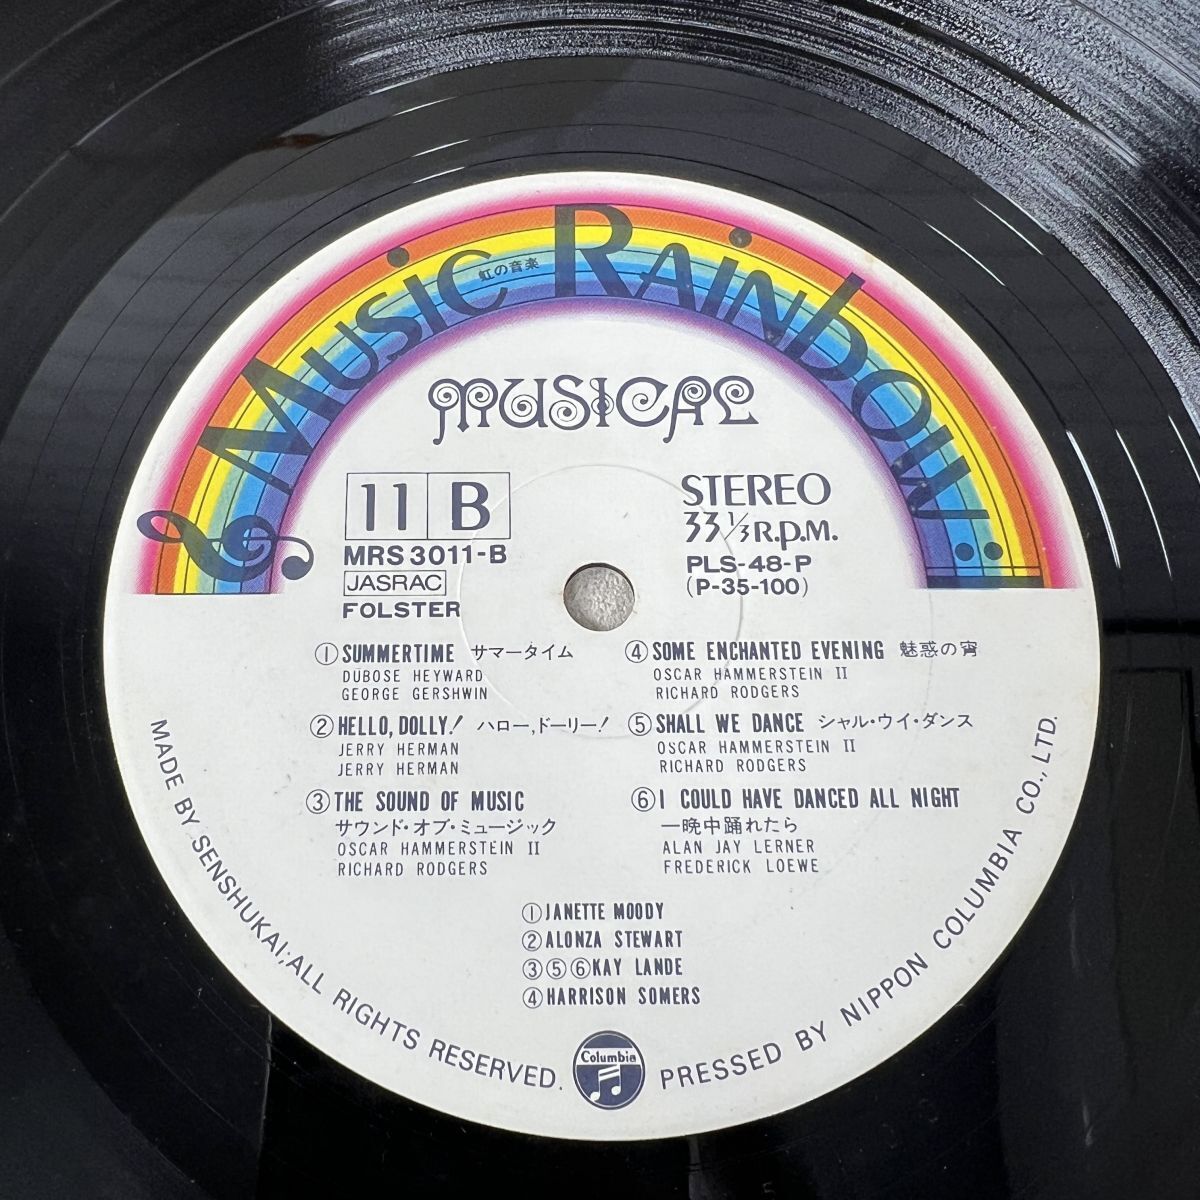 Music Rainbow
虹の音楽
MUSICAL
11 B
MRS 3011-B
JASRAC
FOLSTER
STEREO
33 1/3 R.p.M.
PLS-48-P
(P-35-100)
①SUMMERTIME サマータイム
DUBOSE HEYWARD
GEORGE GERSHWIN
②HELLO, DOLLY! ハロー,ドーリー!
JERRY HERMAN
JERRY HERMAN
③THE SOUND OF MUSIC
サウンド・オブ・ミュージック
OSCAR HAMMERSTEIN II
RICHARD RODGERS
④SOME ENCHANTED EVENING 魅惑の宵
OSCAR HAMMERSTEIN II
RICHARD RODGERS
⑤SHALL WE DANCE シャル・ウイ・ダンス
OSCAR HAMMERSTEIN II
RICHARD RODGERS
⑥I COULD HAVE DANCED ALL NIGHT
一晩中踊れたら
ALAN JAY LERNER
FREDERICK LOEWE
①JANETTE MOODY
②ALONZA STEWART
③⑤⑥KAY LANDE
④HARRISON SOMERS
MADE BY SENSHUKAI;ALL RIGHTS RESERVED.
Columbia
PRESSED BY NIPPON COLUMBIA CO., LTD.